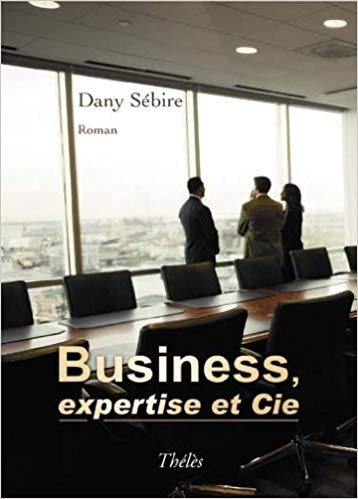 Dany Sébire
Roman
Business,
expertise et Cie
Thélès